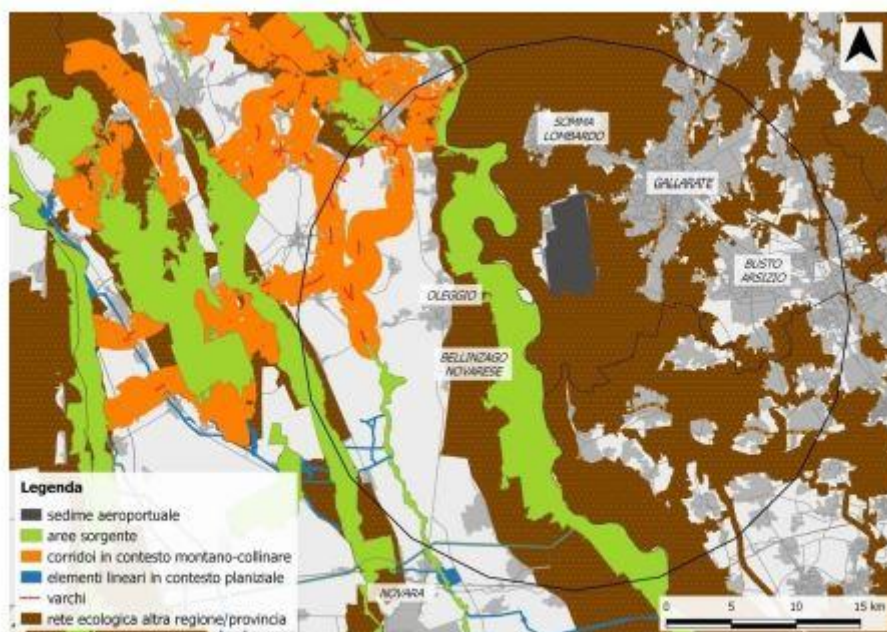 SOMMA
LOMBARDO
GALLARATE
BUSTO
ARSIZIO
OLEGGIO
BELLINZAGO
NOVARESE
NOVARA
Legenda
sedime aeroportuale
aree sorgente
corridoi in contesto montano-collinare
elementi lineari in contesto planiziale
varchi
rete ecologica altra regione/provincia
0 5 10 15 km